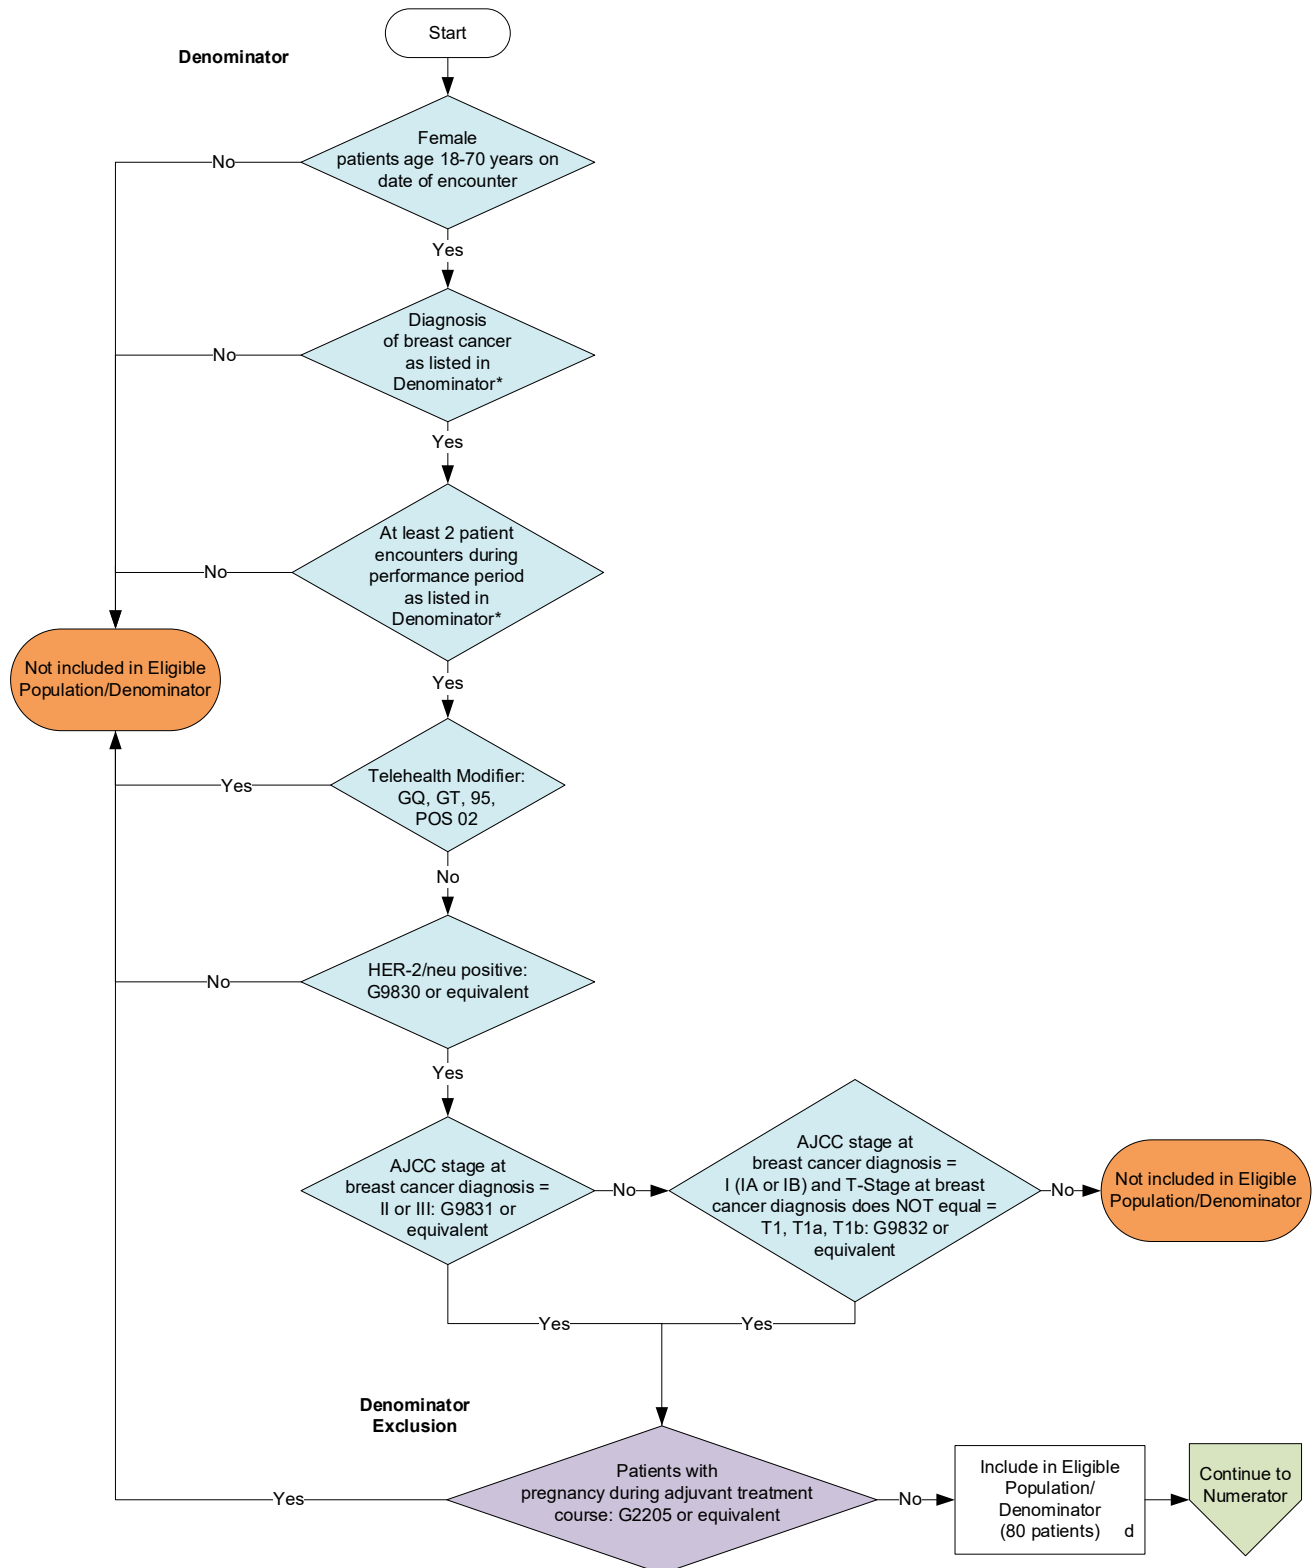 Start
Denominator
Female
patients age 18-70 years on
date of encounter
No
Yes
Diagnosis
of breast cancer
as listed in
Denominator*
No
Yes
At least 2 patient
encounters during
performance period
as listed in
Denominator*
No
Not included in Eligible
Population/Denominator
Yes
Telehealth Modifier:
GQ, GT, 95,
POS 02
Yes
No
HER-2/neu positive:
G9830 or equivalent
No
Yes
AJCC stage at
breast cancer diagnosis =
II or III: G9831 or
equivalent
No
AJCC stage at
breast cancer diagnosis =
I (IA or IB) and T-Stage at breast
cancer diagnosis does NOT equal =
T1, T1a, T1b: G9832 or
equivalent
No
Not included in Eligible
Population/Denominator
Yes
Yes
Denominator
Exclusion
Patients with
pregnancy during adjuvant treatment
course: G2205 or equivalent
Yes
No
Include in Eligible
Population/
Denominator
(80 patients) d
Continue to
Numerator